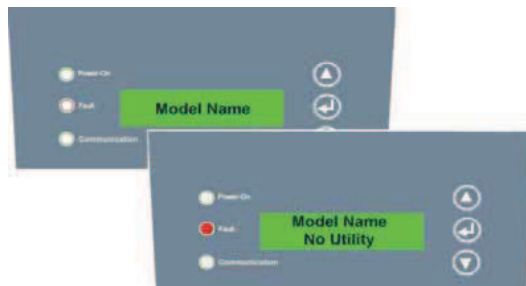 Power-On
Fault
Model Name
Communication
Power-On
Fault
Model Name
No Utility
Communication